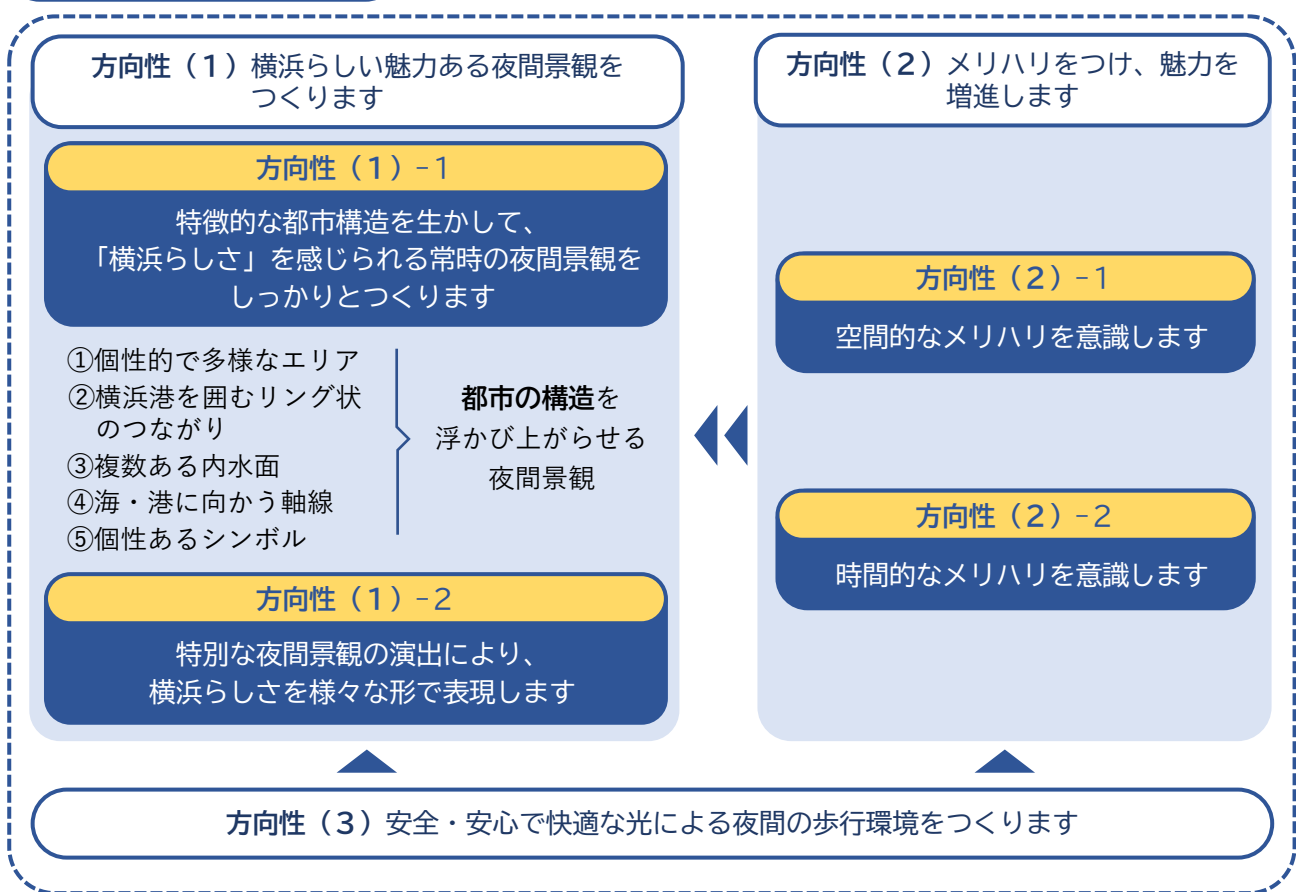 方向性（1）横浜らしい魅力ある夜間景観を
つくります
方向性（1）-1
特徴的な都市構造を生かして、
「横浜らしさ」を感じられる常時の夜間景観を
しっかりとつくります
①個性的で多様なエリア
②横浜港を囲むリング状
のつながり
③複数ある内水面
④海・港に向かう軸線
⑤個性あるシンボル
都市の構造を
浮かび上がらせる
夜間景観
方向性（1）-2
特別な夜間景観の演出により、
横浜らしさを様々な形で表現します
方向性（2）メリハリをつけ、魅力を
増進します
方向性（2）-1
空間的なメリハリを意識します
方向性（2）-2
時間的なメリハリを意識します
方向性（3）安全・安心で快適な光による夜間の歩行環境をつくります